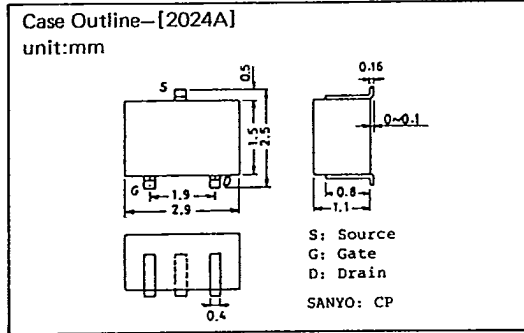 Case Outline—[2024A]
unit:mm
S
0.5
1.5
2.5
G
D
1.9
2.9
0.16
0~0.1
0.8
1.1
0.4
S: Source
G: Gate
D: Drain
SANYO: CP